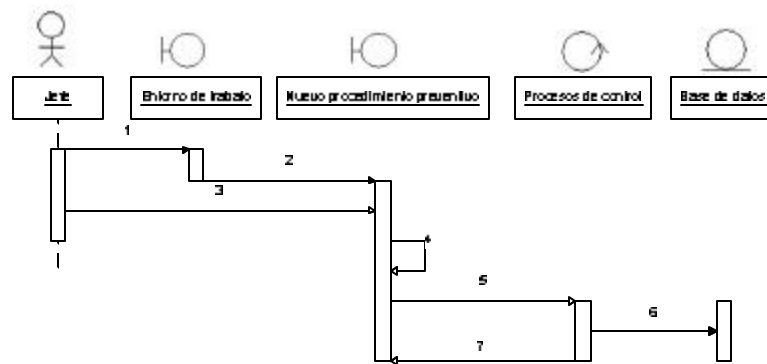 Jefe
Entorno de trabajo
Nuevo procedimiento preventivo
Procesos de control
Base de datos
1
2
3
4
5
6
7